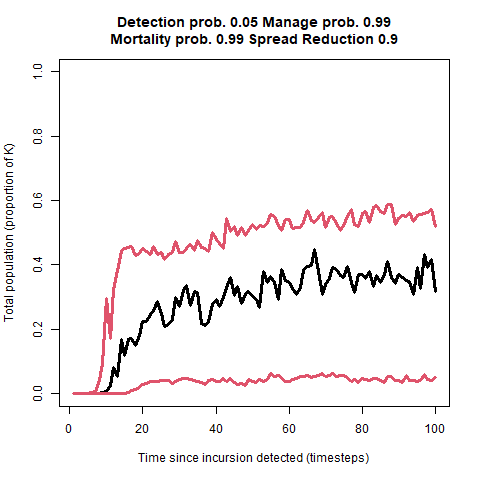 Detection prob. 0.05 Manage prob. 0.99
Mortality prob. 0.99 Spread Reduction 0.9
Total population (proportion of K)
1.0
0.8
0.6
0.4
0.2
0.0
0 20 40 60 80 100
Time since incursion detected (timesteps)